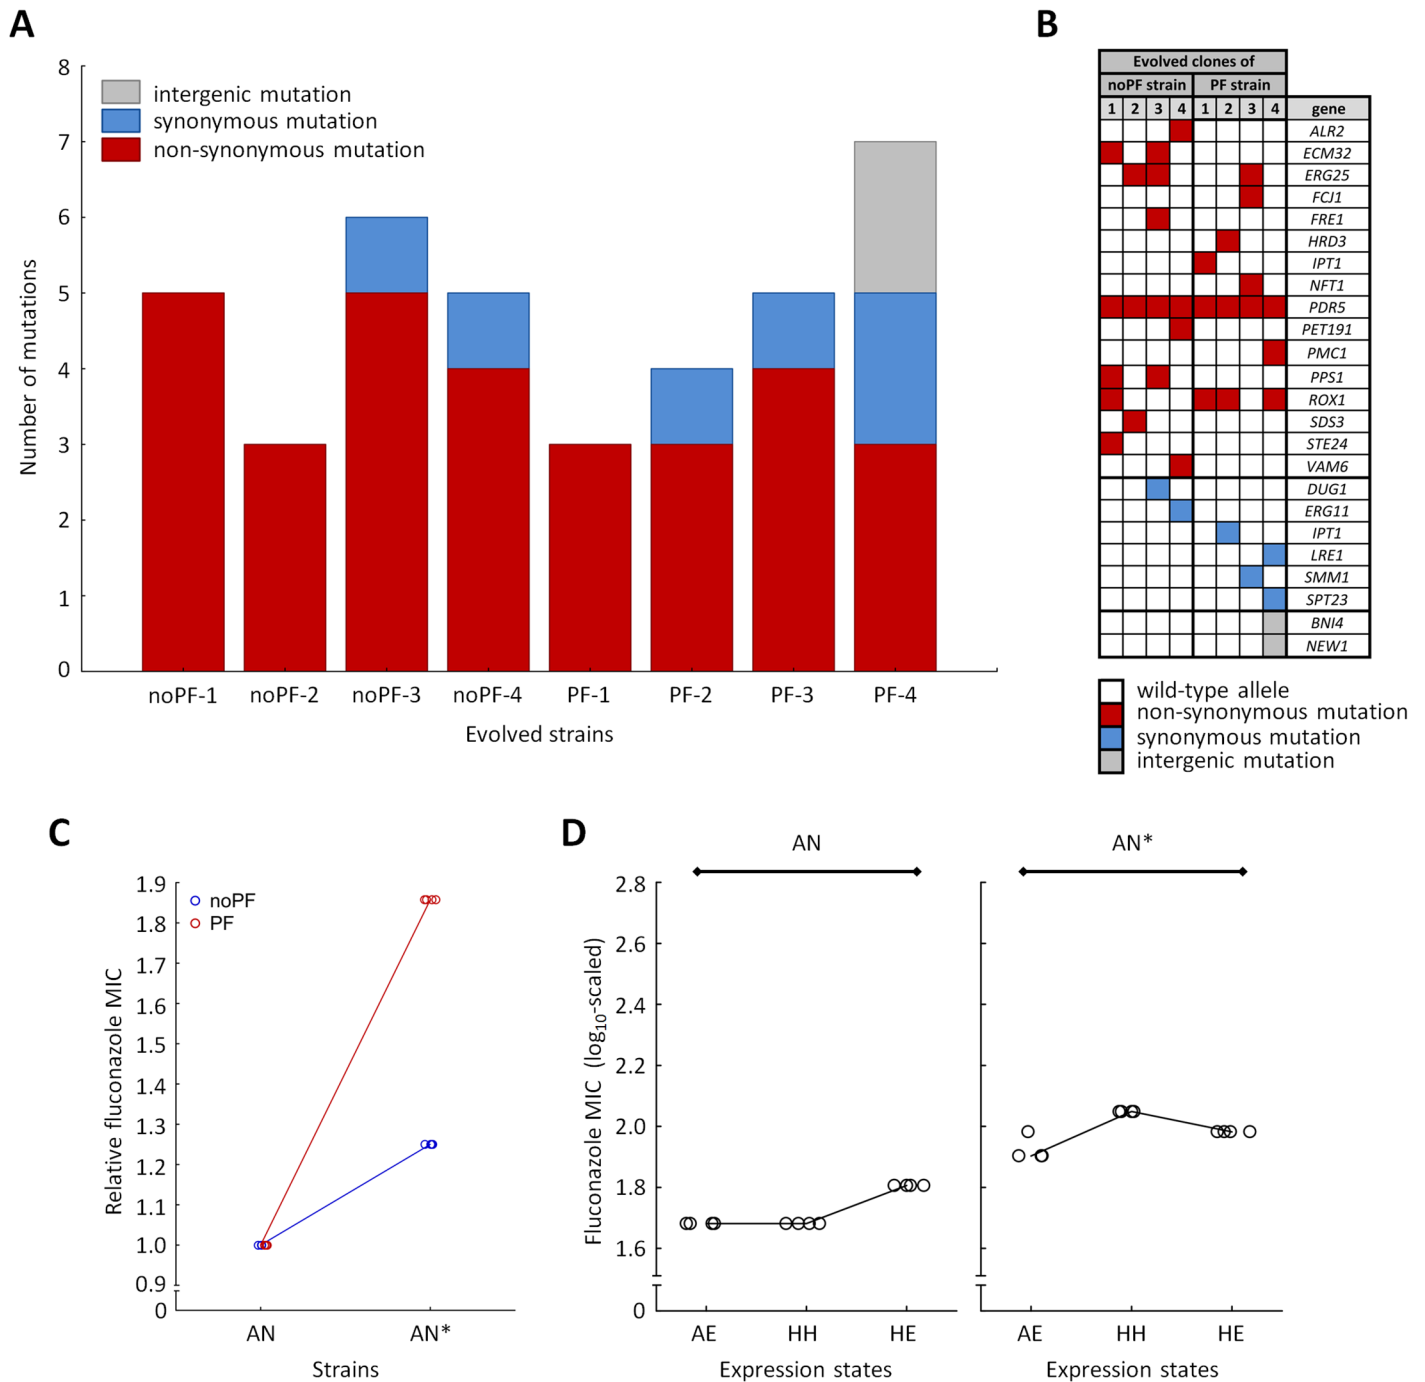 A
8
7
6
5
4
3
2
1
0
Number of mutations
intergenic mutation
synonymous mutation
non-synonymous mutation
noPF-1 noPF-2 noPF-3 noPF-4 PF-1 PF-2 PF-3 PF-4
Evolved strains
B
Evolved clones of
noPF strain PF strain
1 2 3 4 1 2 3 4 gene
ALR2
ECM32
ERG25
FCJ1
FRE1
HRD3
IPT1
NFT1
PDR5
PET191
PMC1
PPS1
ROX1
SDS3
STE24
VAM6
DUG1
ERG11
IPT1
LRE1
SMM1
SPT23
BNI4
NEW1
wild-type allele
non-synonymous mutation
synonymous mutation
intergenic mutation
C
1.9
1.8
1.7
1.6
1.5
1.4
1.3
1.2
1.1
1.0
0.9
0
Relative fluconazole MIC
noPF
PF
AN AN*
Strains
D
AN
2.8
2.6
2.4
2.2
2.0
1.8
1.6
0
Fluconazole MIC (log10-scaled)
AE HH HE
Expression states
AN*
AE HH HE
Expression states